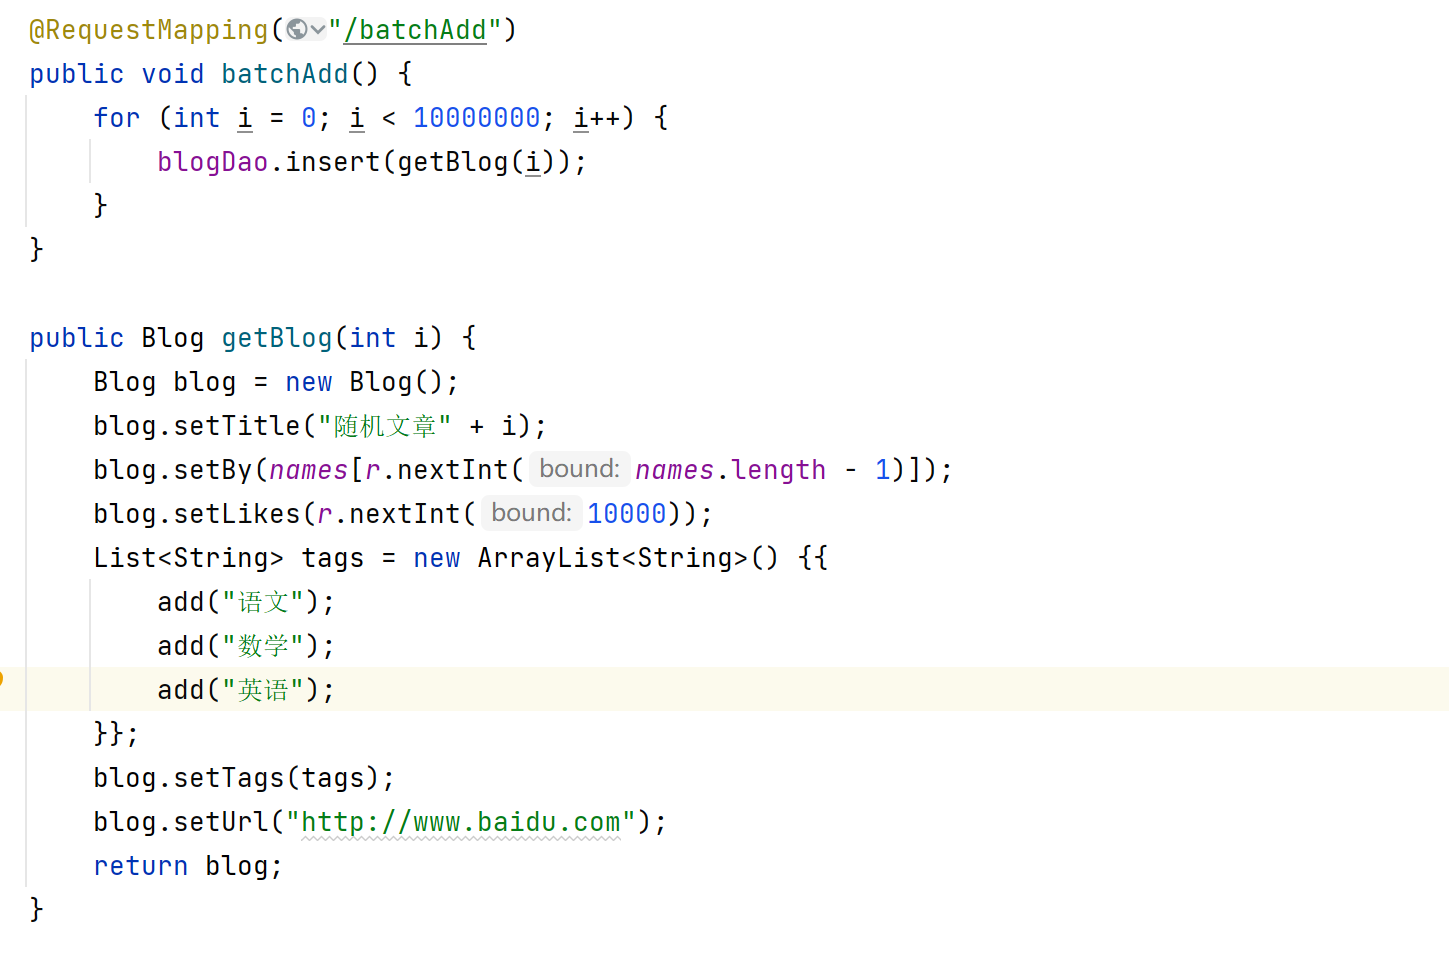 @RequestMapping("/batchAdd")
public void batchAdd() {
    for (int i = 0; i < 10000000; i++) {
        blogDao.insert(getBlog(i));
    }
}

public Blog getBlog(int i) {
    Blog blog = new Blog();
    blog.setTitle("随机文章" + i);
    blog.setBy(names[r.nextInt( bound: names.length - 1)]);
    blog.setLikes(r.nextInt( bound: 10000));
    List<String> tags = new ArrayList<String>() {{
        add("语文");
        add("数学");
        add("英语");
    }};
    blog.setTags(tags);
    blog.setUrl("http://www.baidu.com");
    return blog;
}